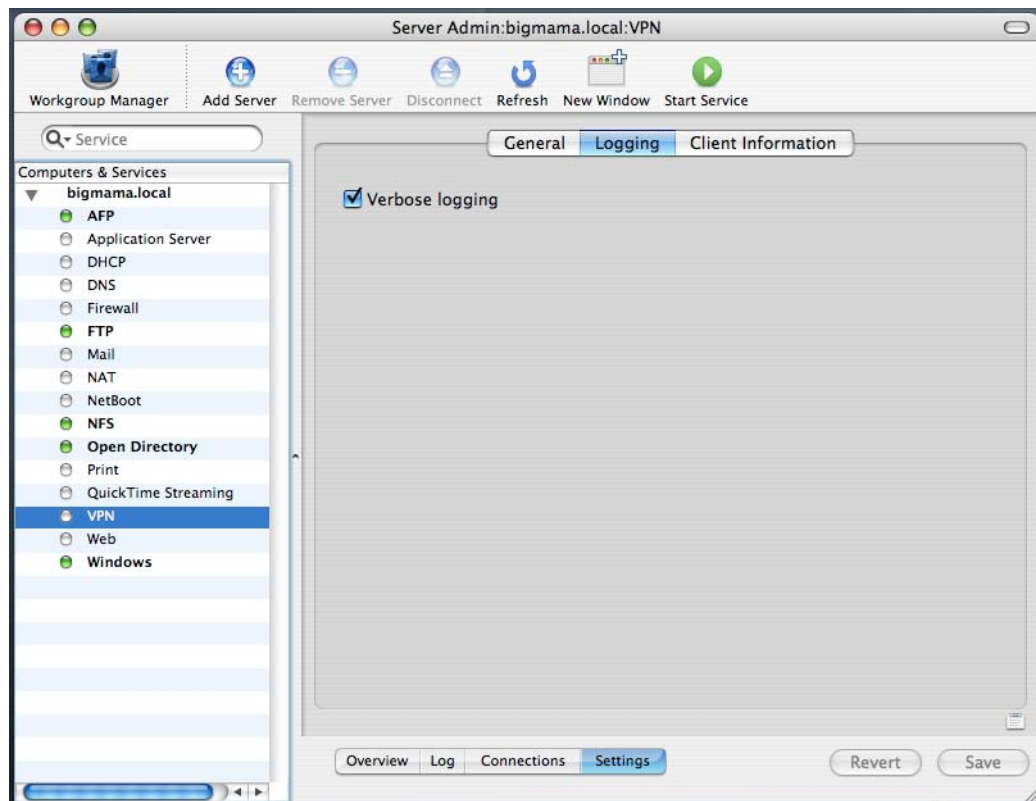 Server Admin:bigmama.local:VPN
Workgroup Manager Add Server Remove Server Disconnect Refresh New Window Start Service
Service
General Logging Client Information
Computers & Services
bigmama.local
Verbose logging
AFP
Application Server
DHCP
DNS
Firewall
FTP
Mail
NAT
NetBoot
NFS
Open Directory
Print
QuickTime Streaming
VPN
Web
Windows
Overview Log Connections Settings Revert Save